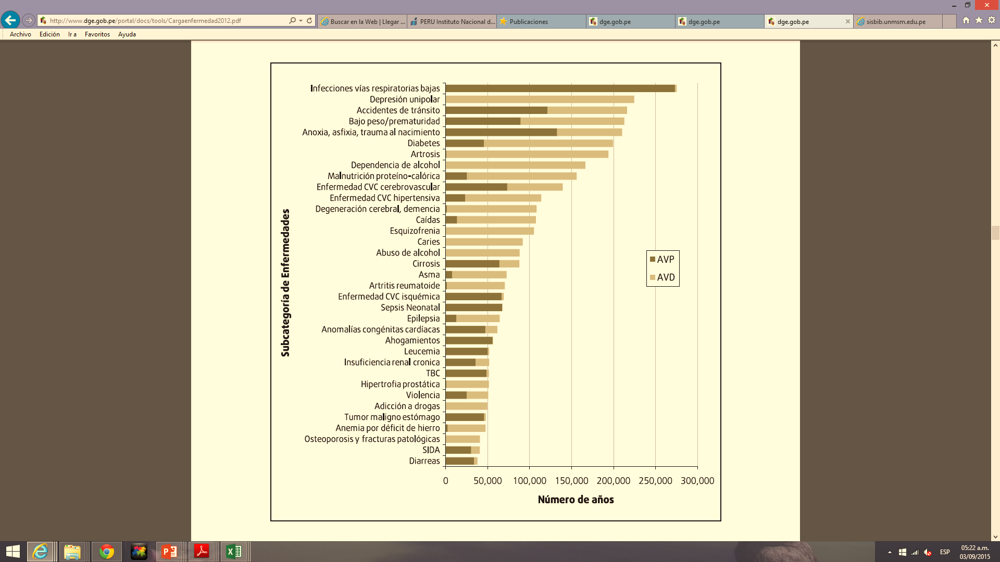 http://www.dge.gob.pe/portal/docs/tools/Cargaenfermedad2012.pdf
Buscar en la Web | Llegar ...
PERU Instituto Nacional d...
Publicaciones
dge.gob.pe
dge.gob.pe
dge.gob.pe
sisbib.unmsm.edu.pe
Archivo Edición Ir a Favoritos Ayuda
Subcategoría de Enfermedades
Infecciones vías respiratorias bajas
Depresión unipolar
Accidentes de tránsito
Bajo peso/prematuridad
Anoxia, asfixia, trauma al nacimiento
Diabetes
Artrosis
Dependencia de alcohol
Malnutrición proteíno-calórica
Enfermedad CVC cerebrovascular
Enfermedad CVC hipertensiva
Degeneración cerebral, demencia
Caídas
Esquizofrenia
Caries
Abuso de alcohol
Cirrosis
Asma
Artritis reumatoide
Enfermedad CVC isquémica
Sepsis Neonatal
Epilepsia
Anomalías congénitas cardíacas
Ahogamientos
Leucemia
Insuficiencia renal cronica
TBC
Hipertrofia prostática
Violencia
Adicción a drogas
Tumor maligno estómago
Anemia por déficit de hierro
Osteoporosis y fracturas patológicas
SIDA
Diarreas
AVP
AVD
0 50,000 100,000 150,000 200,000 250,000 300,000
Número de años
ESP
05:22 a.m.
03/09/2015